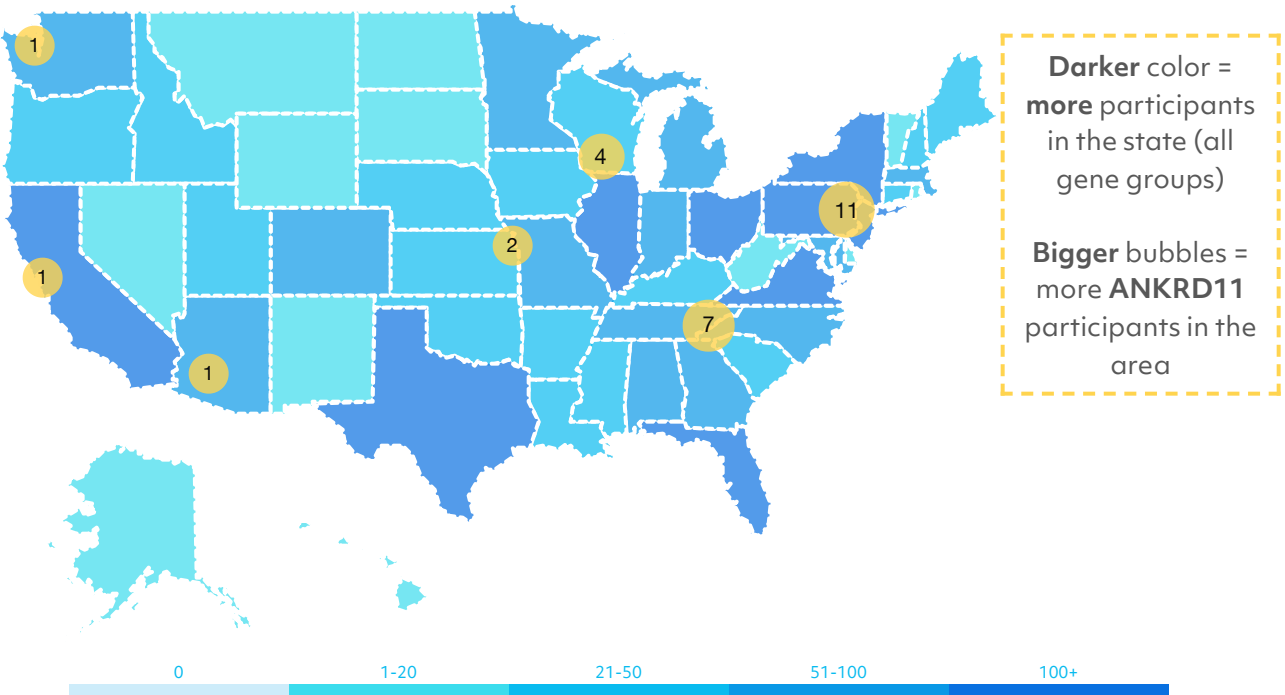 1
4
11
2
1
7
1
Darker color =
more participants
in the state (all
gene groups)
Bigger bubbles =
more ANKRD11
participants in the
area
0 1-20 21-50 51-100 100+